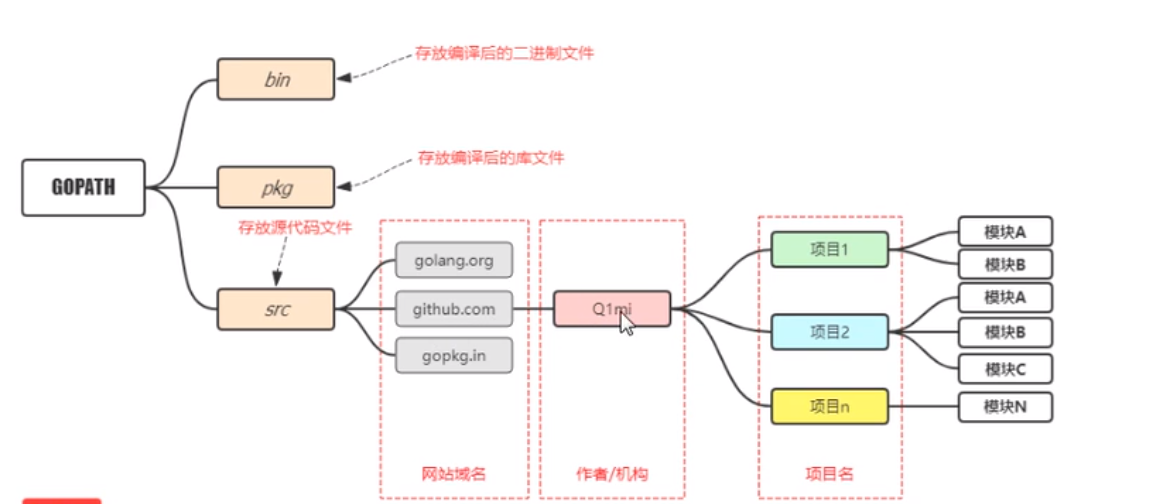 存放编译后的二进制文件
bin
GOPATH
存放编译后的库文件
pkg
存放源代码文件
src
golang.org
github.com
gopkg.in
网站域名
Q1mi
作者/机构
项目1
模块A
模块B
项目2
模块A
模块B
模块C
项目n
模块N
项目名